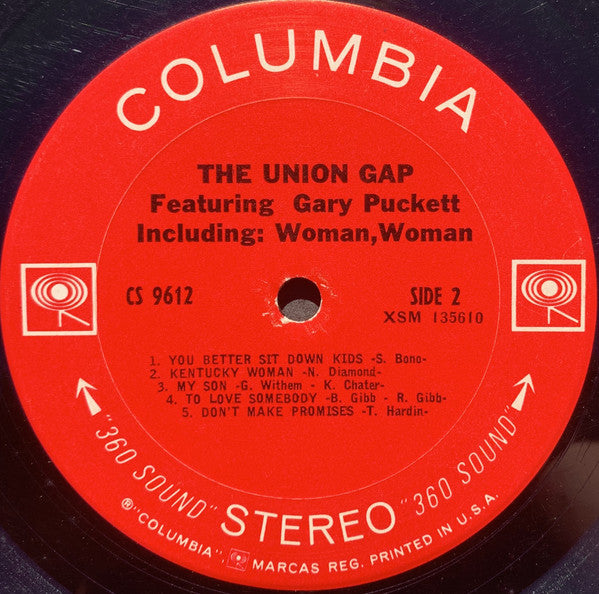 COLUMBIA
THE UNION GAP
Featuring Gary Puckett
Including: Woman,Woman
CS 9612
SIDE 2
XSM 135610
1. YOU BETTER SIT DOWN KIDS -S. Bono-
2. KENTUCKY WOMAN -N. Diamond-
3. MY SON -G. Withem - K. Chater-
4. TO LOVE SOMEBODY -B. Gibb - R. Gibb-
5. DON'T MAKE PROMISES -T. Hardin-
"360 SOUND" STEREO "360 SOUND"
®"COLUMBIA", MARCAS REG. PRINTED IN U.S.A.